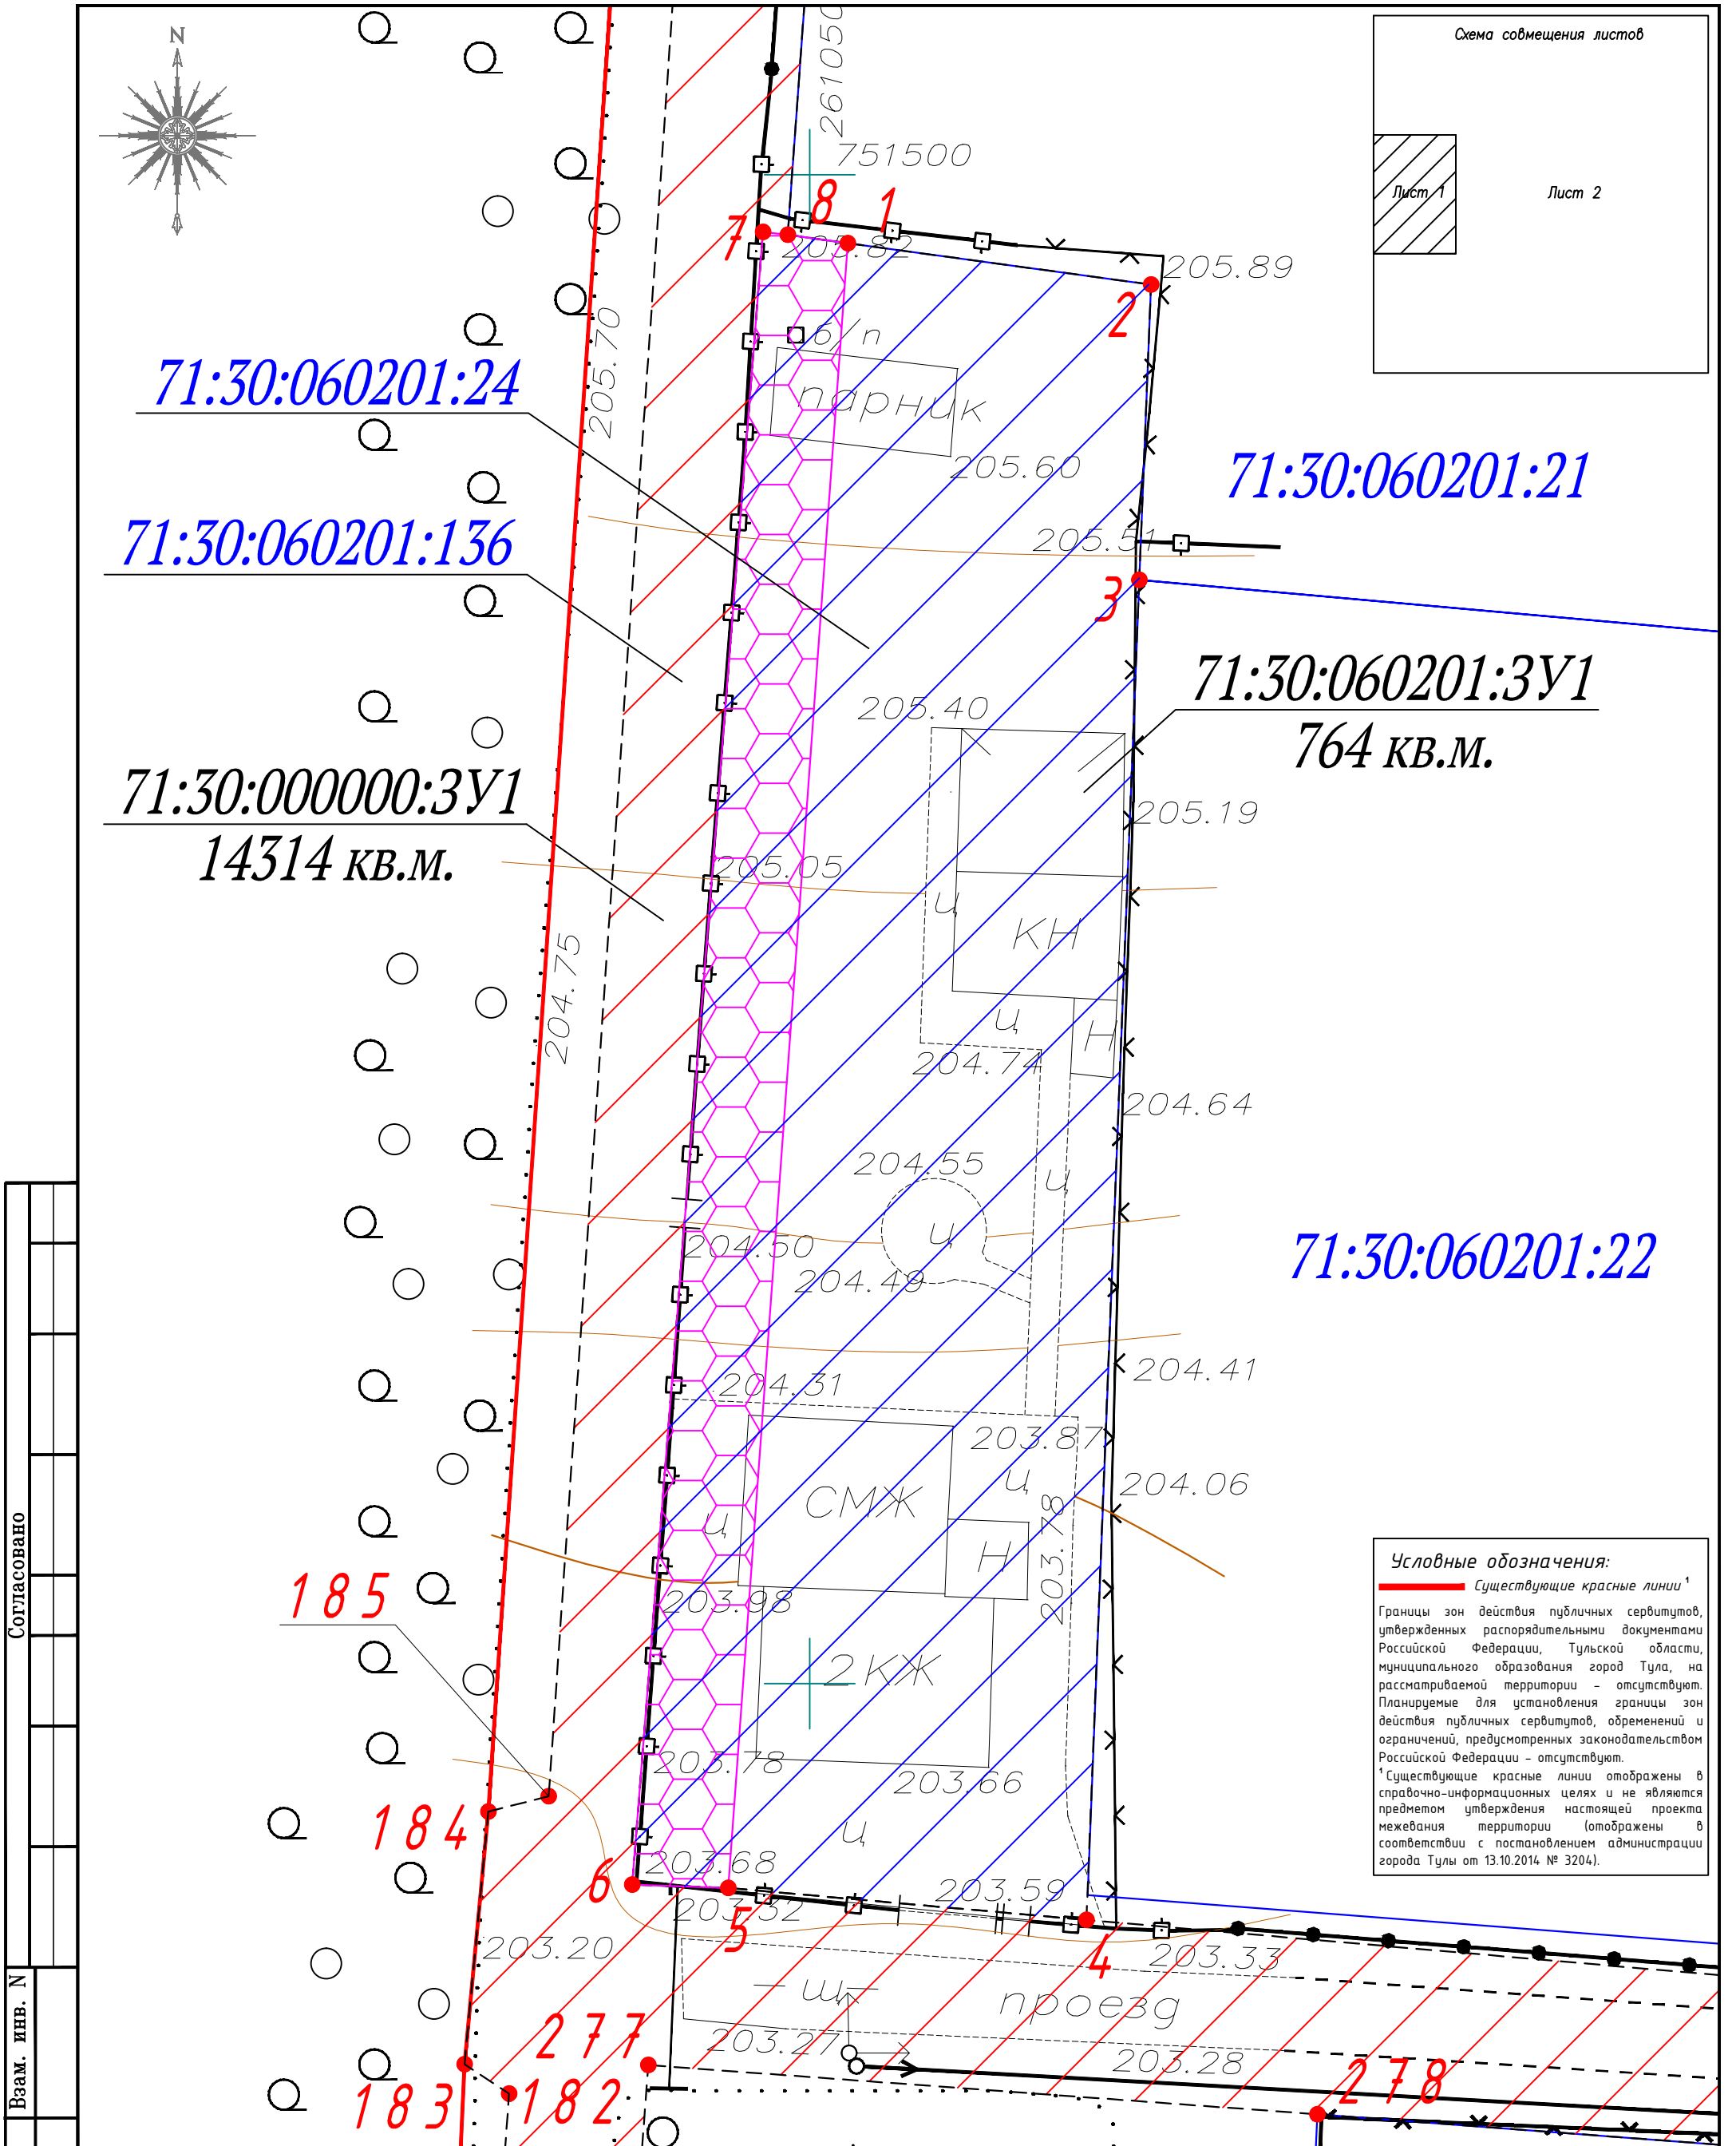 N
261050
751500
Схема совмещения листов
Лист 1
Лист 2
8
1
7
205.82
205.89
2
б/п
205.70
71:30:060201:24
парник
205.60
71:30:060201:21
71:30:060201:136
205.51
3
71:30:060201:ЗУ1
764 кв.м.
205.40
71:30:000000:ЗУ1
14314 кв.м.
205.19
205.05
ц
КН
204.75
ц
Н
204.74
204.64
204.55
ц
ц
204.50
204.49
71:30:060201:22
204.41
204.31
203.87
ц
204.06
СМЖ
ц
203.78
Н
Условные обозначения:
Существующие красные линии ¹
Границы зон действия публичных сервитутов,
утвержденных распорядительными документами
Российской Федерации, Тульской области,
муниципального образования город Тула, на
рассматриваемой территории - отсутствуют.
Планируемые для установления границы зон
действия публичных сервитутов, обременений и
ограничений, предусмотренных законодательством
Российской Федерации - отсутствуют.
¹ Существующие красные линии отображены в
справочно-информационных целях и не являются
предметом утверждения настоящей проекта
межевания территории (отображены в
соответствии с постановлением администрации
города Тулы от 13.10.2014 № 3204).
185
203.98
2КЖ
203.78
203.66
184
ц
203.68
6
203.59
203.32
5
4
203.20
203.33
щ
проезд
277
203.27
203.28
278
183
182
Согласовано
Взам. инв. N